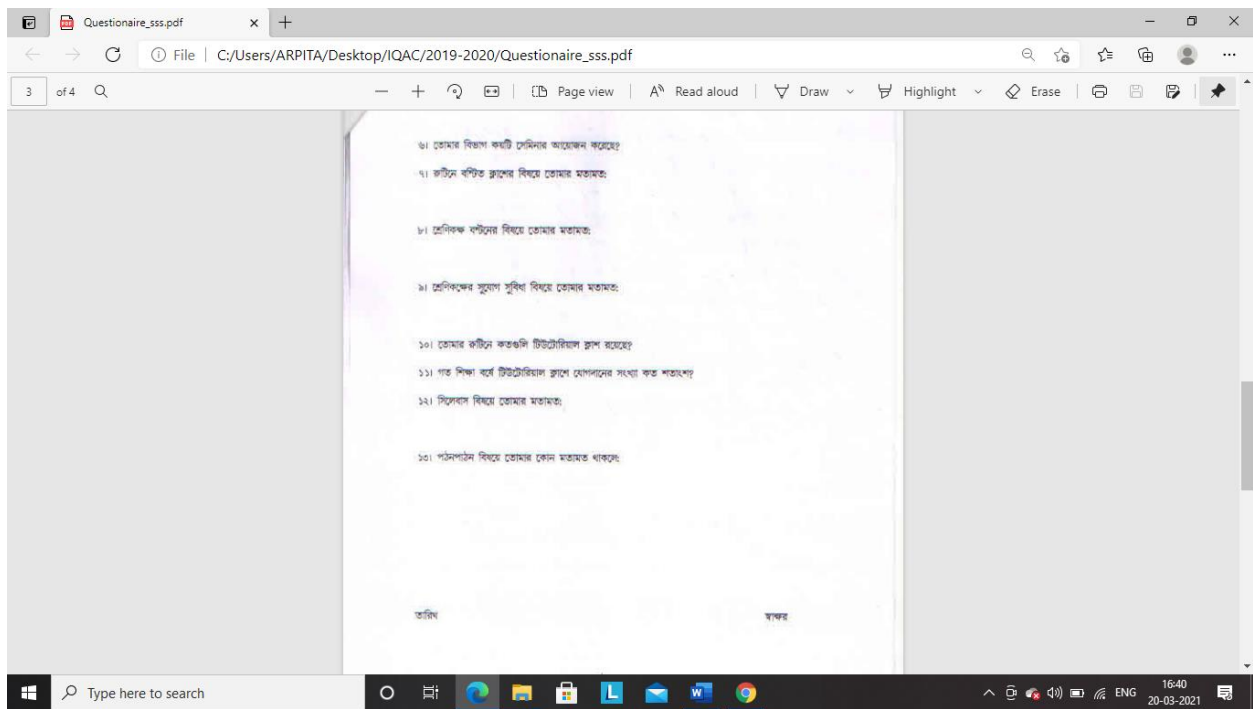 Questionaire_sss.pdf
File | C:/Users/ARPITA/Desktop/IQAC/2019-2020/Questionaire_sss.pdf
3 of 4 Page view Read aloud Draw Highlight Erase
৬। তোমার বিভাগ কয়টি সেমিনার আয়োজন করেছে?
৭। রুটিনে বণ্টিত ক্লাশের বিষয়ে তোমার মতামত:
৮। শ্রেণিকক্ষ বণ্টনের বিষয়ে তোমার মতামত:
৯। শ্রেণিকক্ষের সুযোগ সুবিধা বিষয়ে তোমার মতামত:
১০। তোমার রুটিনে কতগুলি টিউটোরিয়াল ক্লাশ রয়েছে?
১১। গত শিক্ষা বর্ষে টিউটোরিয়াল ক্লাশে যোগদানের সংখ্যা কত শতাংশ?
১২। সিলেবাস বিষয়ে তোমার মতামত:
১৩। পঠনপাঠন বিষয়ে তোমার কোন মতামত থাকলে:
তারিখ স্বাক্ষর
Type here to search ENG 16:40
20-03-2021